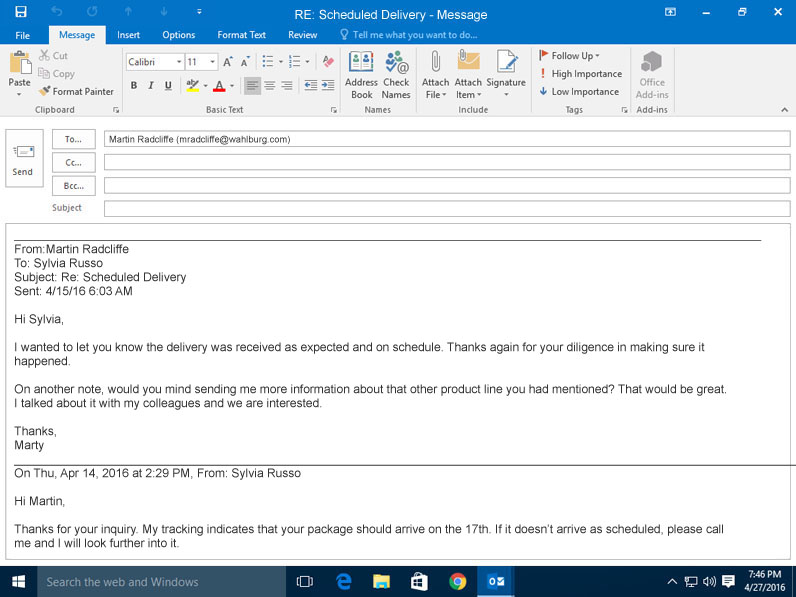 RE: Scheduled Delivery - Message
File Message Insert Options Format Text Review Tell me what you want to do...
Paste
Cut
Copy
Format Painter
Clipboard
Calibri 11 A A
B I U ab A
Basic Text
Address Book
Check Names
Names
Attach File
Attach Item
Signature
Include
Follow Up
High Importance
Low Importance
Tags
Office Add-ins
Add-ins
Send
To... Martin Radcliffe (mradcliffe@wahlburg.com)
Cc...
Bcc...
Subject
From:Martin Radcliffe
To: Sylvia Russo
Subject: Re: Scheduled Delivery
Sent: 4/15/16 6:03 AM
Hi Sylvia,
I wanted to let you know the delivery was received as expected and on schedule. Thanks again for your diligence in making sure it
happened.
On another note, would you mind sending me more information about that other product line you had mentioned? That would be great.
I talked about it with my colleagues and we are interested.
Thanks,
Marty
On Thu, Apr 14, 2016 at 2:29 PM, From: Sylvia Russo
Hi Martin,
Thanks for your inquiry. My tracking indicates that your package should arrive on the 17th. If it doesn't arrive as scheduled, please call
me and I will look further into it.
Search the web and Windows
7:46 PM
4/27/2016